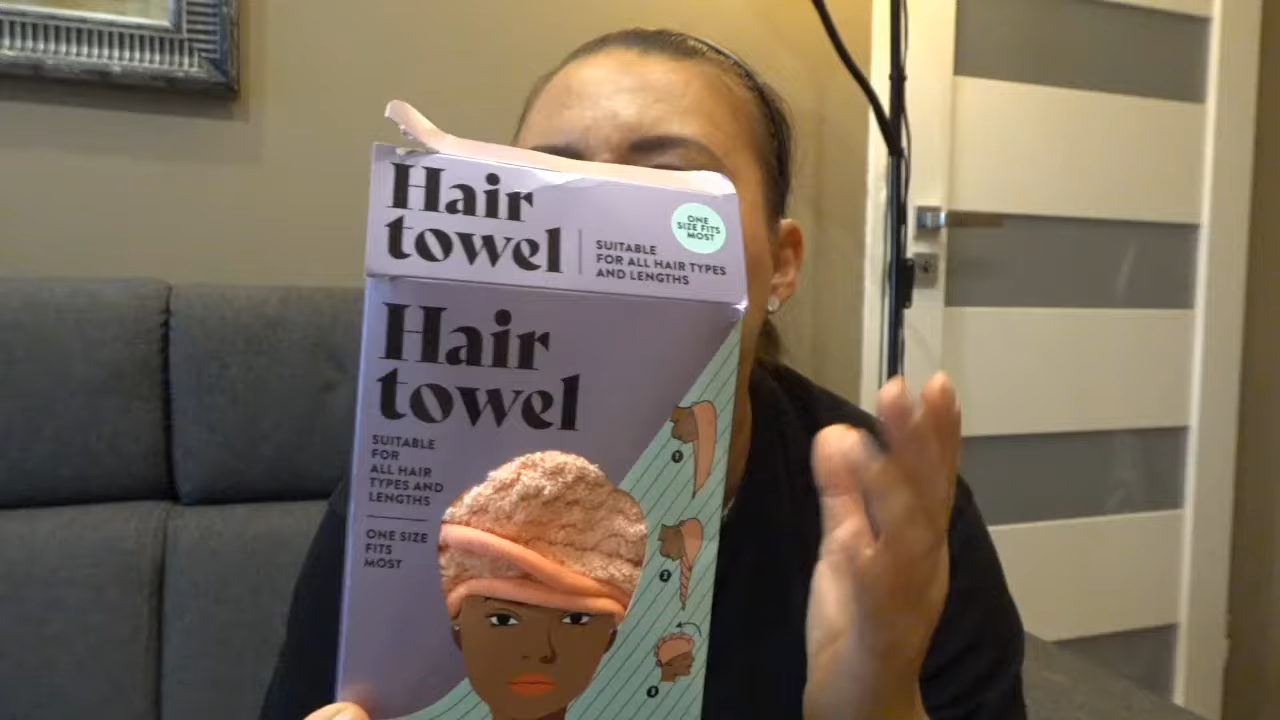 Hair
towel
SUITABLE
FOR ALL HAIR TYPES
AND LENGTHS
ONE
SIZE FITS
MOST
Hair
towel
SUITABLE
FOR
ALL HAIR
TYPES AND
LENGTHS
ONE SIZE
FITS
MOST
1
2
3